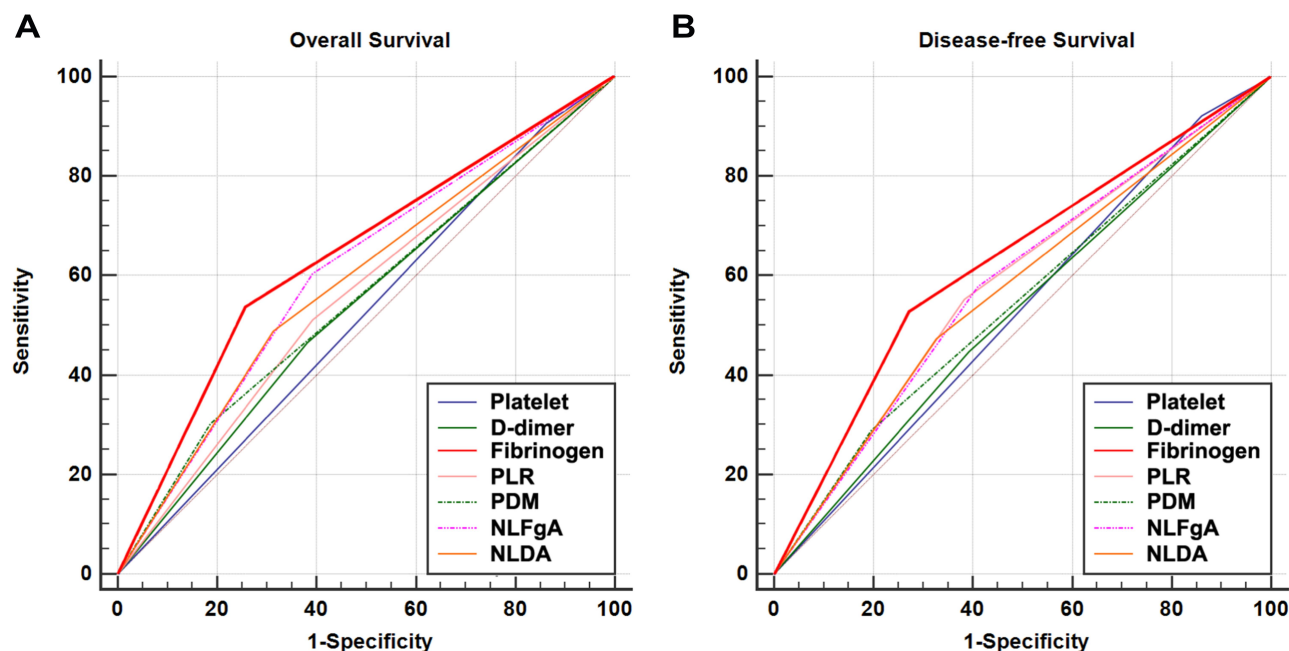 A
Overall Survival
100
80
60
40
20
0
Sensitivity
Platelet
D-dimer
Fibrinogen
PLR
PDM
NLFgA
NLDA
0 20 40 60 80 100
1-Specificity
B
Disease-free Survival
100
80
60
40
20
0
Sensitivity
Platelet
D-dimer
Fibrinogen
PLR
PDM
NLFgA
NLDA
0 20 40 60 80 100
1-Specificity